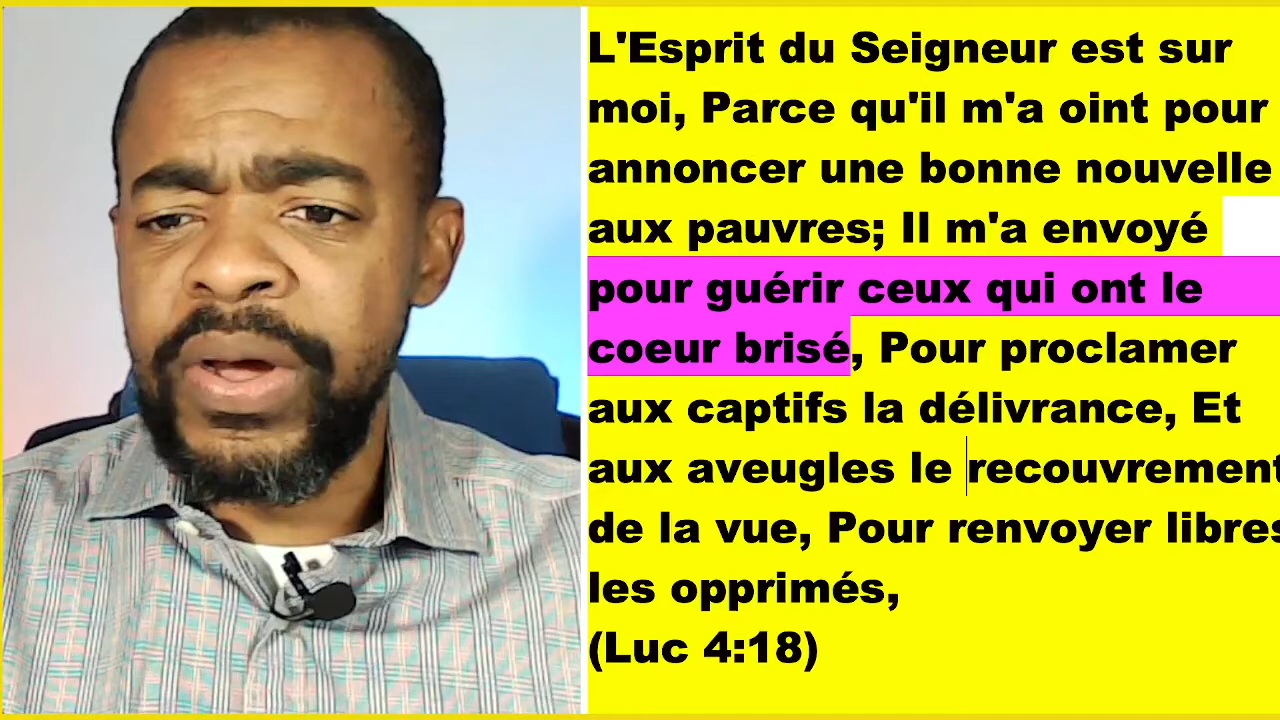 L'Esprit du Seigneur est sur
moi, Parce qu'il m'a oint pour
annoncer une bonne nouvelle
aux pauvres; Il m'a envoyé
pour guérir ceux qui ont le
coeur brisé, Pour proclamer
aux captifs la délivrance, Et
aux aveugles le recouvrement
de la vue, Pour renvoyer libres
les opprimés,
(Luc 4:18)